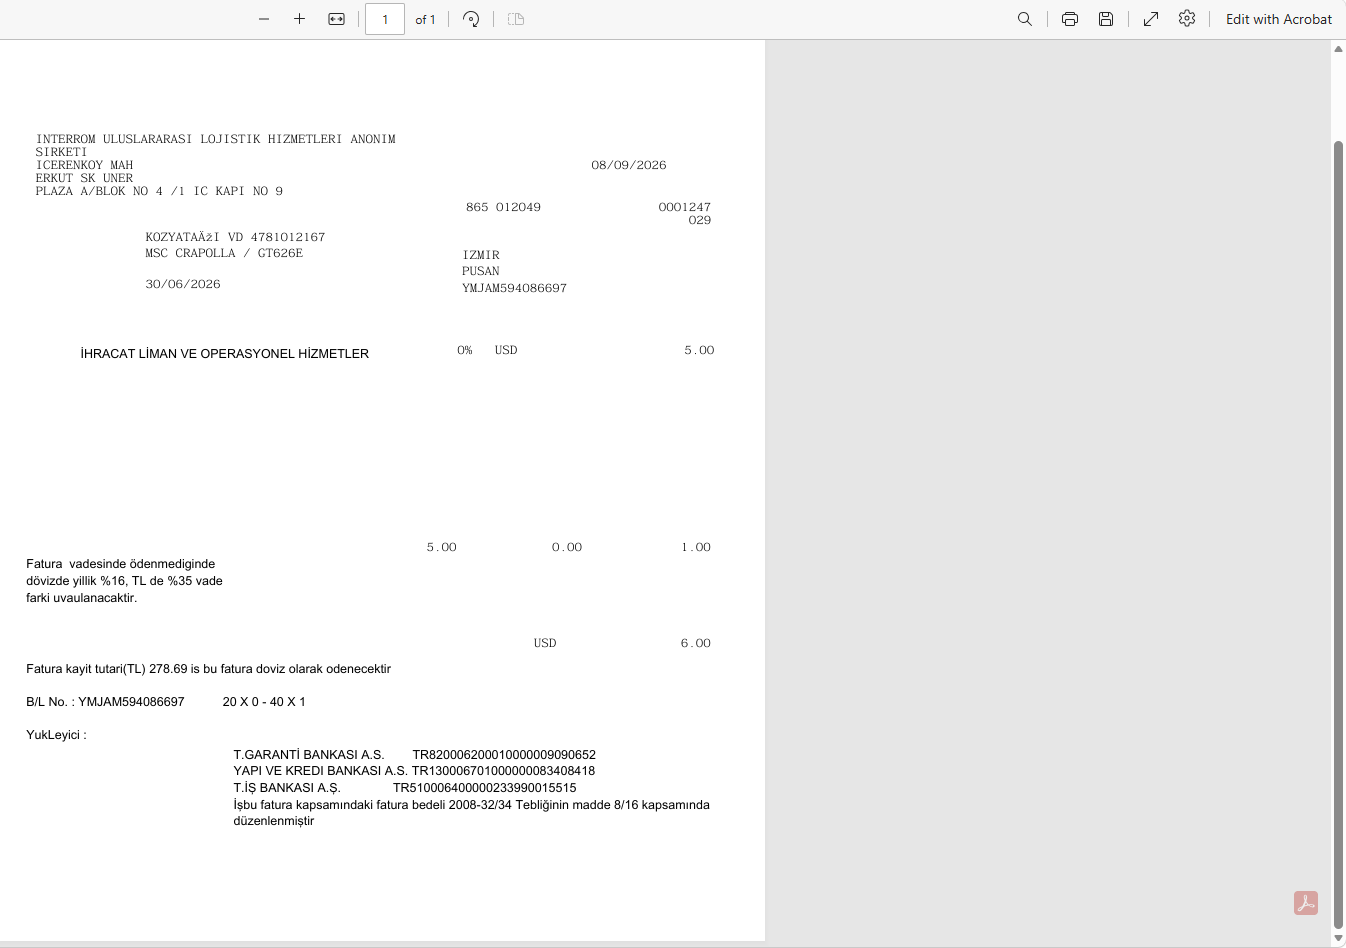 1 of 1 Edit with Acrobat
INTERROM ULUSLARARASI LOJISTIK HIZMETLERI ANONIM
SIRKETI
ICERENKOY MAH 08/09/2026
ERKUT SK UNER
PLAZA A/BLOK NO 4 /1 IC KAPI NO 9
865 012049 0001247
029
KOZYATAĞžI VD 4781012167
MSC CRAPOLLA / GT626E
IZMIR
PUSAN
30/06/2026
YMJAM594086697
İHRACAT LİMAN VE OPERASYONEL HİZMETLER 0% USD 5.00
5.00 0.00 1.00
Fatura vadesinde ödenmediginde
dövizde yillik %16, TL de %35 vade
farki uvaulanacaktir.
USD 6.00
Fatura kayit tutari(TL) 278.69 is bu fatura doviz olarak odenecektir
B/L No. : YMJAM594086697 20 X 0 - 40 X 1
YukLeyici :
T.GARANTİ BANKASI A.S. TR820006200010000009090652
YAPI VE KREDI BANKASI A.S. TR130006701000000083408418
T.İŞ BANKASI A.Ş. TR510006400000233990015515
İşbu fatura kapsamındaki fatura bedeli 2008-32/34 Tebliğinin madde 8/16 kapsamında
düzenlenmiştir